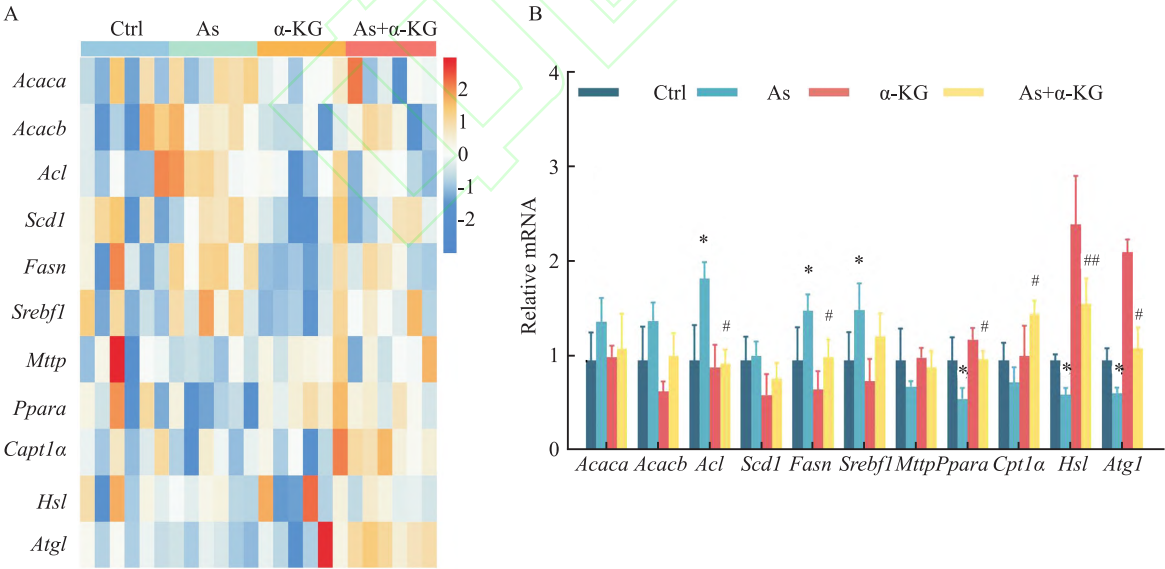 A
Ctrl As α-KG As+α-KG
Acaca
Acacb
Acl
Scd1
Fasn
Srebf1
Mttp
Ppara
Capt1α
Hsl
Atgl
2
1
0
-1
-2
B
Relative mRNA
4
3
2
1
0
Ctrl As α-KG As+α-KG
* # * # * * # # * ## * #
Acaca Acacb Acl Scd1 Fasn Srebf1 Mttp Ppara Cpt1α Hsl Atg1